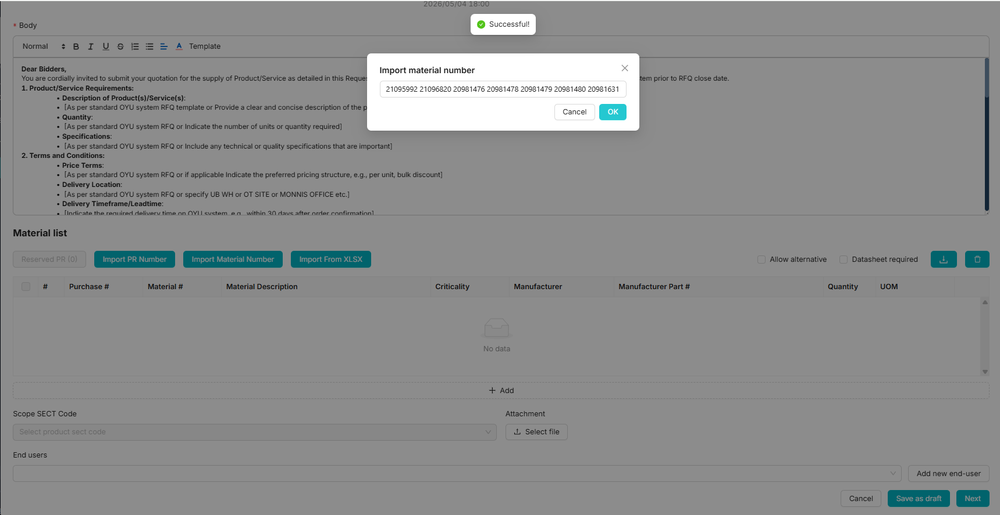 2026/05/04 18:00
Successful!
* Body
Normal B I U S A Template
Import material number
21095992 21096820 20981476 20981478 20981479 20981480 20981631
Cancel OK
Dear Bidders,
You are cordially invited to submit your quotation for the supply of Product/Service as detailed in this Reque
tem prior to RFQ close date.
1. Product/Service Requirements:
• Description of Product(s)/Service(s):
• [As per standard OYU system RFQ template or Provide a clear and concise description of the p
• Quantity:
• [As per standard OYU system RFQ or Indicate the number of units or quantity required]
• Specifications:
• [As per standard OYU system RFQ or Include any technical or quality specifications that are important]
2. Terms and Conditions:
• Price Terms:
• [As per standard OYU system RFQ or if applicable Indicate the preferred pricing structure, e.g., per unit, bulk discount]
• Delivery Location:
• [As per standard OYU system RFQ or specify UB WH or OT SITE or MONNIS OFFICE etc.]
• Delivery Timeframe/Leadtime:
• [Indicate the required delivery time on OYU system, e.g., within 30 days after order confirmation]
Material list
Reserved PR (0) Import PR Number Import Material Number Import From XLSX Allow alternative Datasheet required
# Purchase # Material # Material Description Criticality Manufacturer Manufacturer Part # Quantity UOM
No data
+ Add
Scope SECT Code Attachment
Select product sect code Select file
End users
Add new end-user
Cancel Save as draft Next